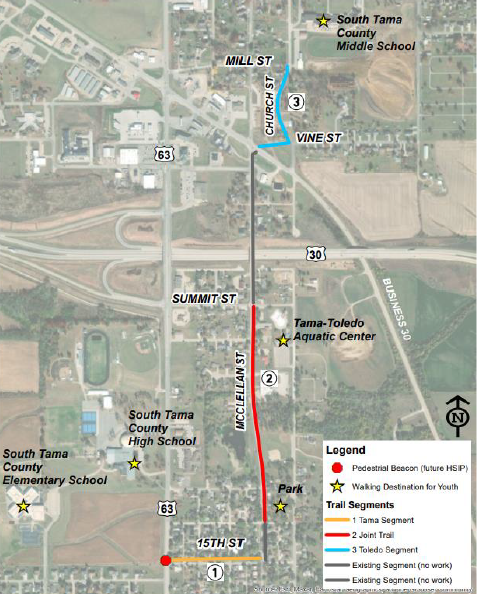 South Tama
County
Middle School
MILL ST
CHURCH ST
3
VINE ST
63
30
SUMMIT ST
BUSINESS 30
Tama-Toledo
Aquatic Center
MCCLELLAN ST
2
South Tama
County
High School
South Tama
County
Elementary School
N
Park
63
15TH ST
1
Legend
Pedestrial Beacon (future HSIP)
Walking Destination for Youth
Trail Segments
1 Tama Segment
2 Joint Trail
3 Toledo Segment
Existing Segment (no work)
Existing Segment (no work)